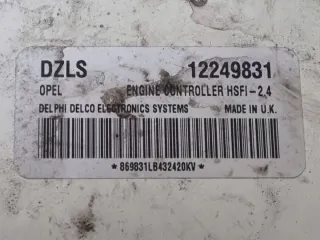 DZLS 12249831
OPEL ENGINE CONTROLLER HSFI-2,4
DELPHI DELCO ELECTRONICS SYSTEMS MADE IN U.K.
*869831LB432420KV*